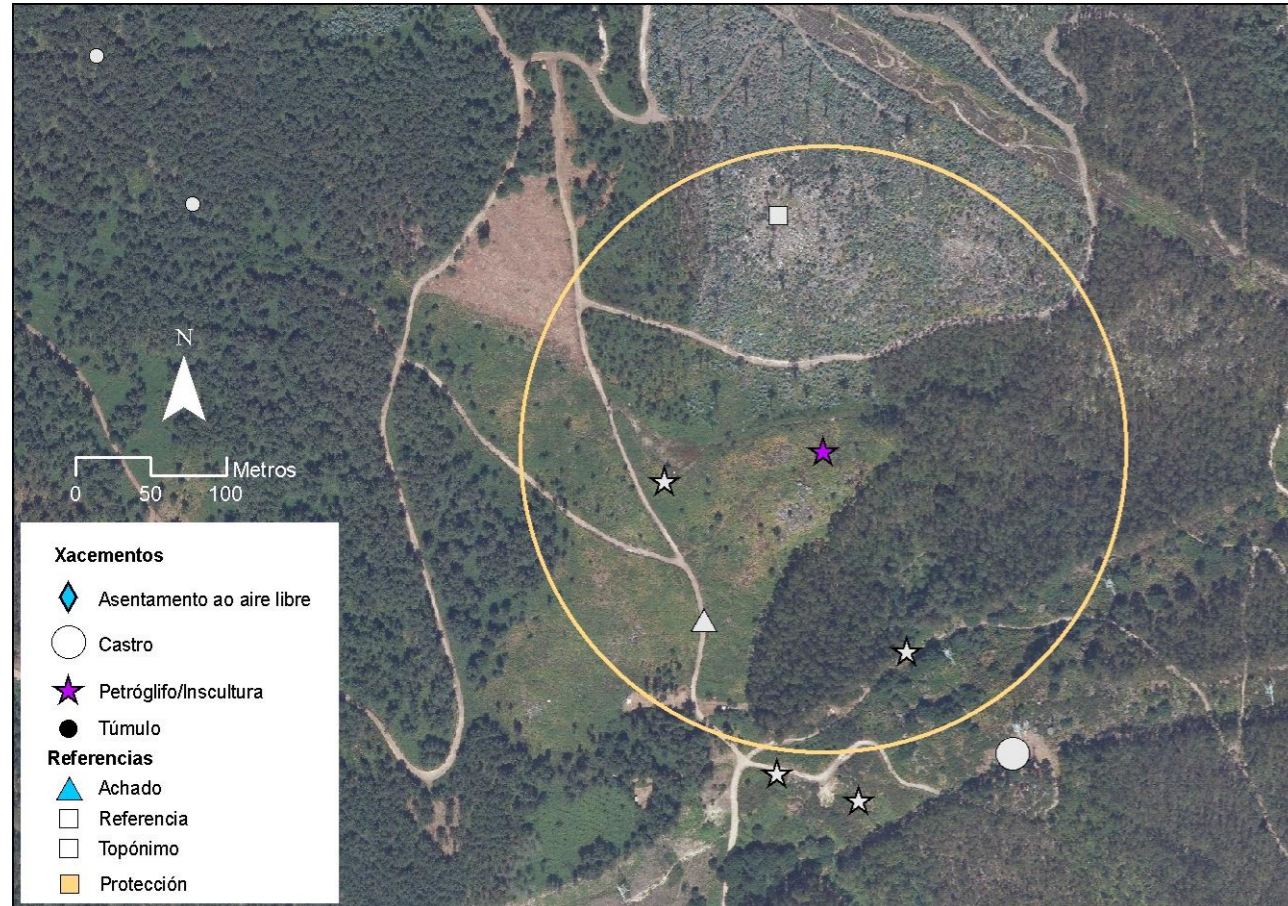 N
Metros
0 50 100
Xacementos
Asentamento ao aire libre
Castro
Petróglifo/Inscultura
Túmulo
Referencias
Achado
Referencia
Topónimo
Protección